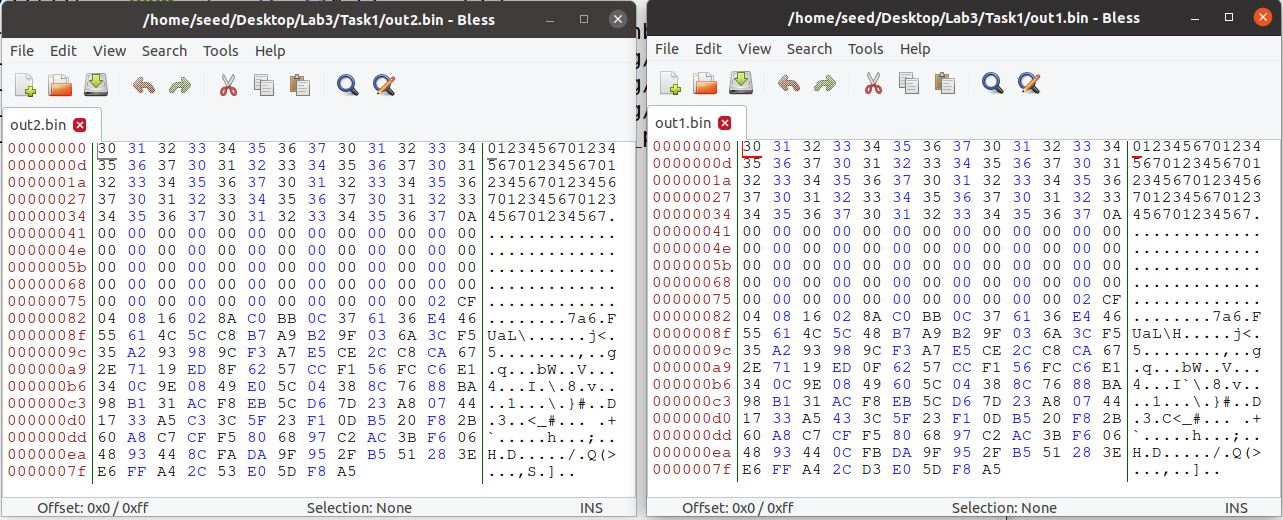 /home/seed/Desktop/Lab3/Task1/out2.bin - Bless
File Edit View Search Tools Help
out2.bin
00000000 30 31 32 33 34 35 36 37 30 31 32 33 34 0123456701234
0000000d 35 36 37 30 31 32 33 34 35 36 37 30 31 5670123456701
0000001a 32 33 34 35 36 37 30 31 32 33 34 35 36 2345670123456
00000027 37 30 31 32 33 34 35 36 37 30 31 32 33 7012345670123
00000034 34 35 36 37 30 31 32 33 34 35 36 37 0A 456701234567.
00000041 00 00 00 00 00 00 00 00 00 00 00 00 00 .............
0000004e 00 00 00 00 00 00 00 00 00 00 00 00 00 .............
0000005b 00 00 00 00 00 00 00 00 00 00 00 00 00 .............
00000068 00 00 00 00 00 00 00 00 00 00 00 00 00 .............
00000075 00 00 00 00 00 00 00 00 00 00 00 02 CF .............
00000082 04 08 16 02 8A C0 BB 0C 37 61 36 E4 46 ........7a6.F
0000008f 55 61 4C 5C C8 B7 A9 B2 9F 03 6A 3C F5 UaL\......j<.
0000009c 35 A2 93 98 9C F3 A7 E5 CE 2C C8 CA 67 5........,..g
000000a9 2E 71 19 ED 8F 62 57 CC F1 56 FC C6 E1 .q...bW..V...
000000b6 34 0C 9E 08 49 E0 5C 04 38 8C 76 88 BA 4...I.\.8.v..
000000c3 98 B1 31 AC F8 EB 5C D6 7D 23 A8 07 44 ..1...\.}#..D
000000d0 17 33 A5 C3 3C 5F 23 F1 0D B5 20 F8 2B .3..<_#... .+
000000dd 60 A8 C7 CF F5 80 68 97 C2 AC 3B F6 06 `.....h...;..
000000ea 48 93 44 8C FA DA 9F 95 2F B5 51 28 3E H.D...../.Q(>
000000f7 E6 FF A4 2C 53 E0 5D F8 A5 ...,S.]..
Offset: 0x0 / 0xff Selection: None INS
/home/seed/Desktop/Lab3/Task1/out1.bin - Bless
File Edit View Search Tools Help
out1.bin
00000000 30 31 32 33 34 35 36 37 30 31 32 33 34 0123456701234
0000000d 35 36 37 30 31 32 33 34 35 36 37 30 31 5670123456701
0000001a 32 33 34 35 36 37 30 31 32 33 34 35 36 2345670123456
00000027 37 30 31 32 33 34 35 36 37 30 31 32 33 7012345670123
00000034 34 35 36 37 30 31 32 33 34 35 36 37 0A 456701234567.
00000041 00 00 00 00 00 00 00 00 00 00 00 00 00 .............
0000004e 00 00 00 00 00 00 00 00 00 00 00 00 00 .............
0000005b 00 00 00 00 00 00 00 00 00 00 00 00 00 .............
00000068 00 00 00 00 00 00 00 00 00 00 00 00 00 .............
00000075 00 00 00 00 00 00 00 00 00 00 00 02 CF .............
00000082 04 08 16 02 8A C0 BB 0C 37 61 36 E4 46 ........7a6.F
0000008f 55 61 4C 5C 48 B7 A9 B2 9F 03 6A 3C F5 UaL\H.....j<.
0000009c 35 A2 93 98 9C F3 A7 E5 CE 2C C8 CA 67 5........,..g
000000a9 2E 71 19 ED 0F 62 57 CC F1 56 FC C6 E1 .q...bW..V...
000000b6 34 0C 9E 08 49 60 5C 04 38 8C 76 88 BA 4...I`\.8.v..
000000c3 98 B1 31 AC F8 EB 5C D6 7D 23 A8 07 44 ..1...\.}#..D
000000d0 17 33 A5 43 3C 5F 23 F1 0D B5 20 F8 2B .3.C<_#... .+
000000dd 60 A8 C7 CF F5 80 68 97 C2 AC 3B F6 06 `.....h...;..
000000ea 48 93 44 0C FB DA 9F 95 2F B5 51 28 3E H.D...../.Q(>
000000f7 E6 FF A4 2C D3 E0 5D F8 A5 ...,..]..
Offset: 0x0 / 0xff Selection: None INS